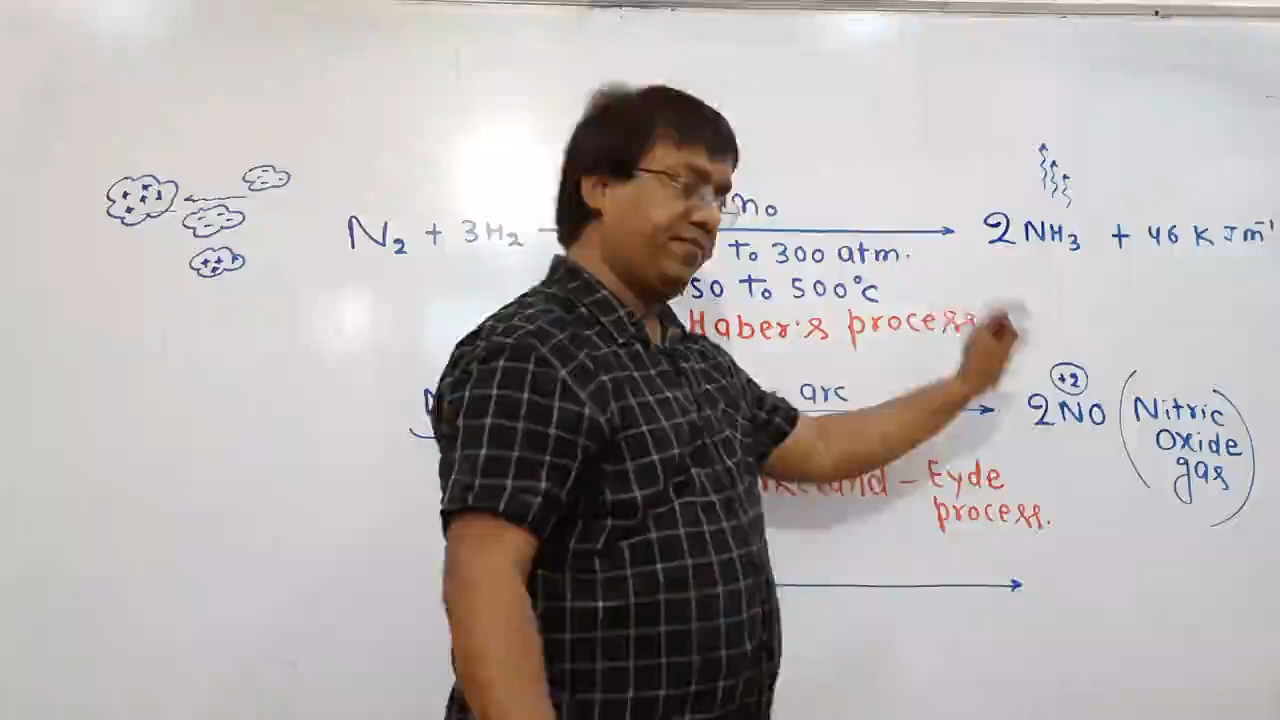 N₂ + 3H₂ 2NH₃ + 46 KJm⁻¹
To 300 atm.
50 To 500°C
Haber's process
arc 2NO (Nitric Oxide gas)
+2
- Eyde
process.